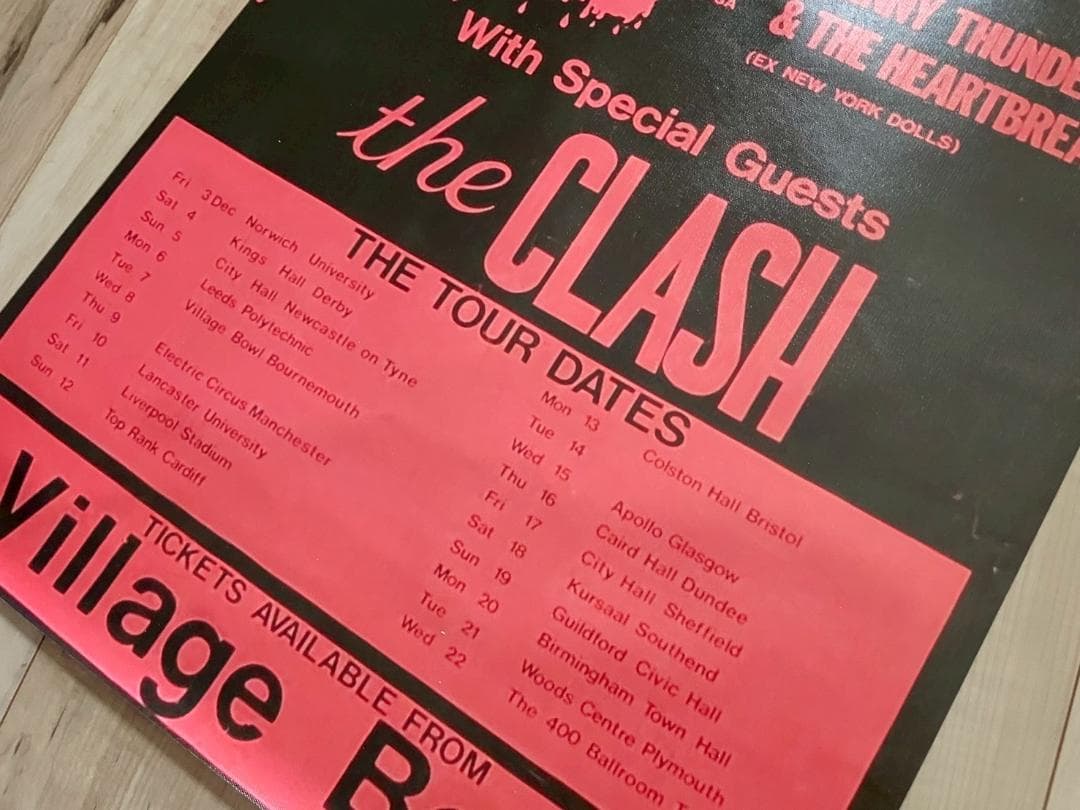 NNY THUNDE
& THE HEARTBREA
(EX NEW YORK DOLLS)
With Special Guests
the CLASH
THE TOUR DATES
Fri 3 Dec Norwich University
Sat 4 Kings Hall Derby
Sun 5 City Hall Newcastle on Tyne
Mon 6 Leeds Polytechnic
Tue 7 Village Bowl Bournemouth
Wed 8
Thu 9 Electric Circus Manchester
Fri 10 Lancaster University
Sat 11 Liverpool Stadium
Sun 12 Top Rank Cardiff
Mon 13 Colston Hall Bristol
Tue 14
Wed 15 Apollo Glasgow
Thu 16 Caird Hall Dundee
Fri 17 City Hall Sheffield
Sat 18 Kursaal Southend
Sun 19 Guildford Civic Hall
Mon 20 Birmingham Town Hall
Tue 21 Woods Centre Plymouth
Wed 22 The 400 Ballroom
TICKETS AVAILABLE FROM
Village Bo